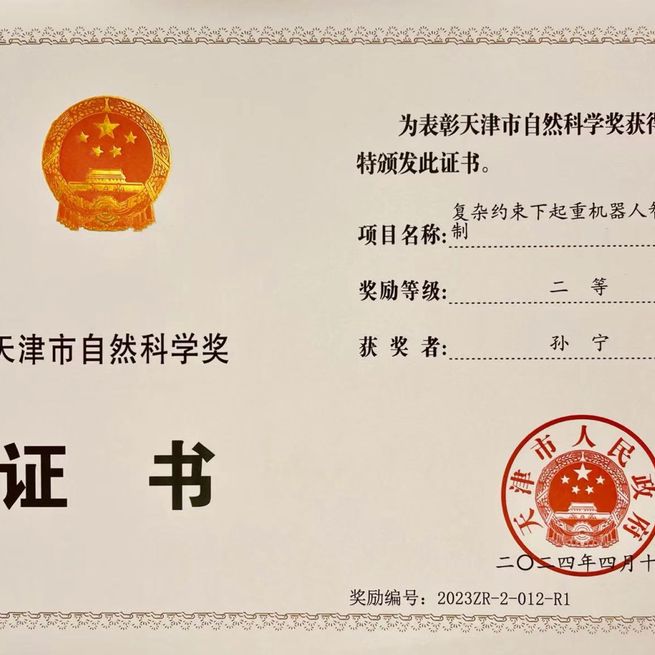 天津市自然科学奖
证书
为表彰天津市自然科学奖获得
特颁发此证书。
项目名称:
复杂约束下起重机器人
制
奖励等级: 二等
获奖者: 孙宁
天津市人民政府
二〇二四年四月十
奖励编号: 2023ZR-2-012-R1